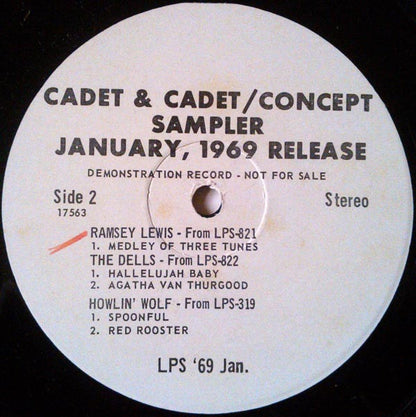 CADET & CADET/CONCEPT
SAMPLER
JANUARY, 1969 RELEASE
DEMONSTRATION RECORD - NOT FOR SALE
Side 2
17563
Stereo
RAMSEY LEWIS - From LPS-821
1. MEDLEY OF THREE TUNES
THE DELLS - From LPS-822
1. HALLELUJAH BABY
2. AGATHA VAN THURGOOD
HOWLIN' WOLF - From LPS-319
1. SPOONFUL
2. RED ROOSTER
LPS '69 Jan.